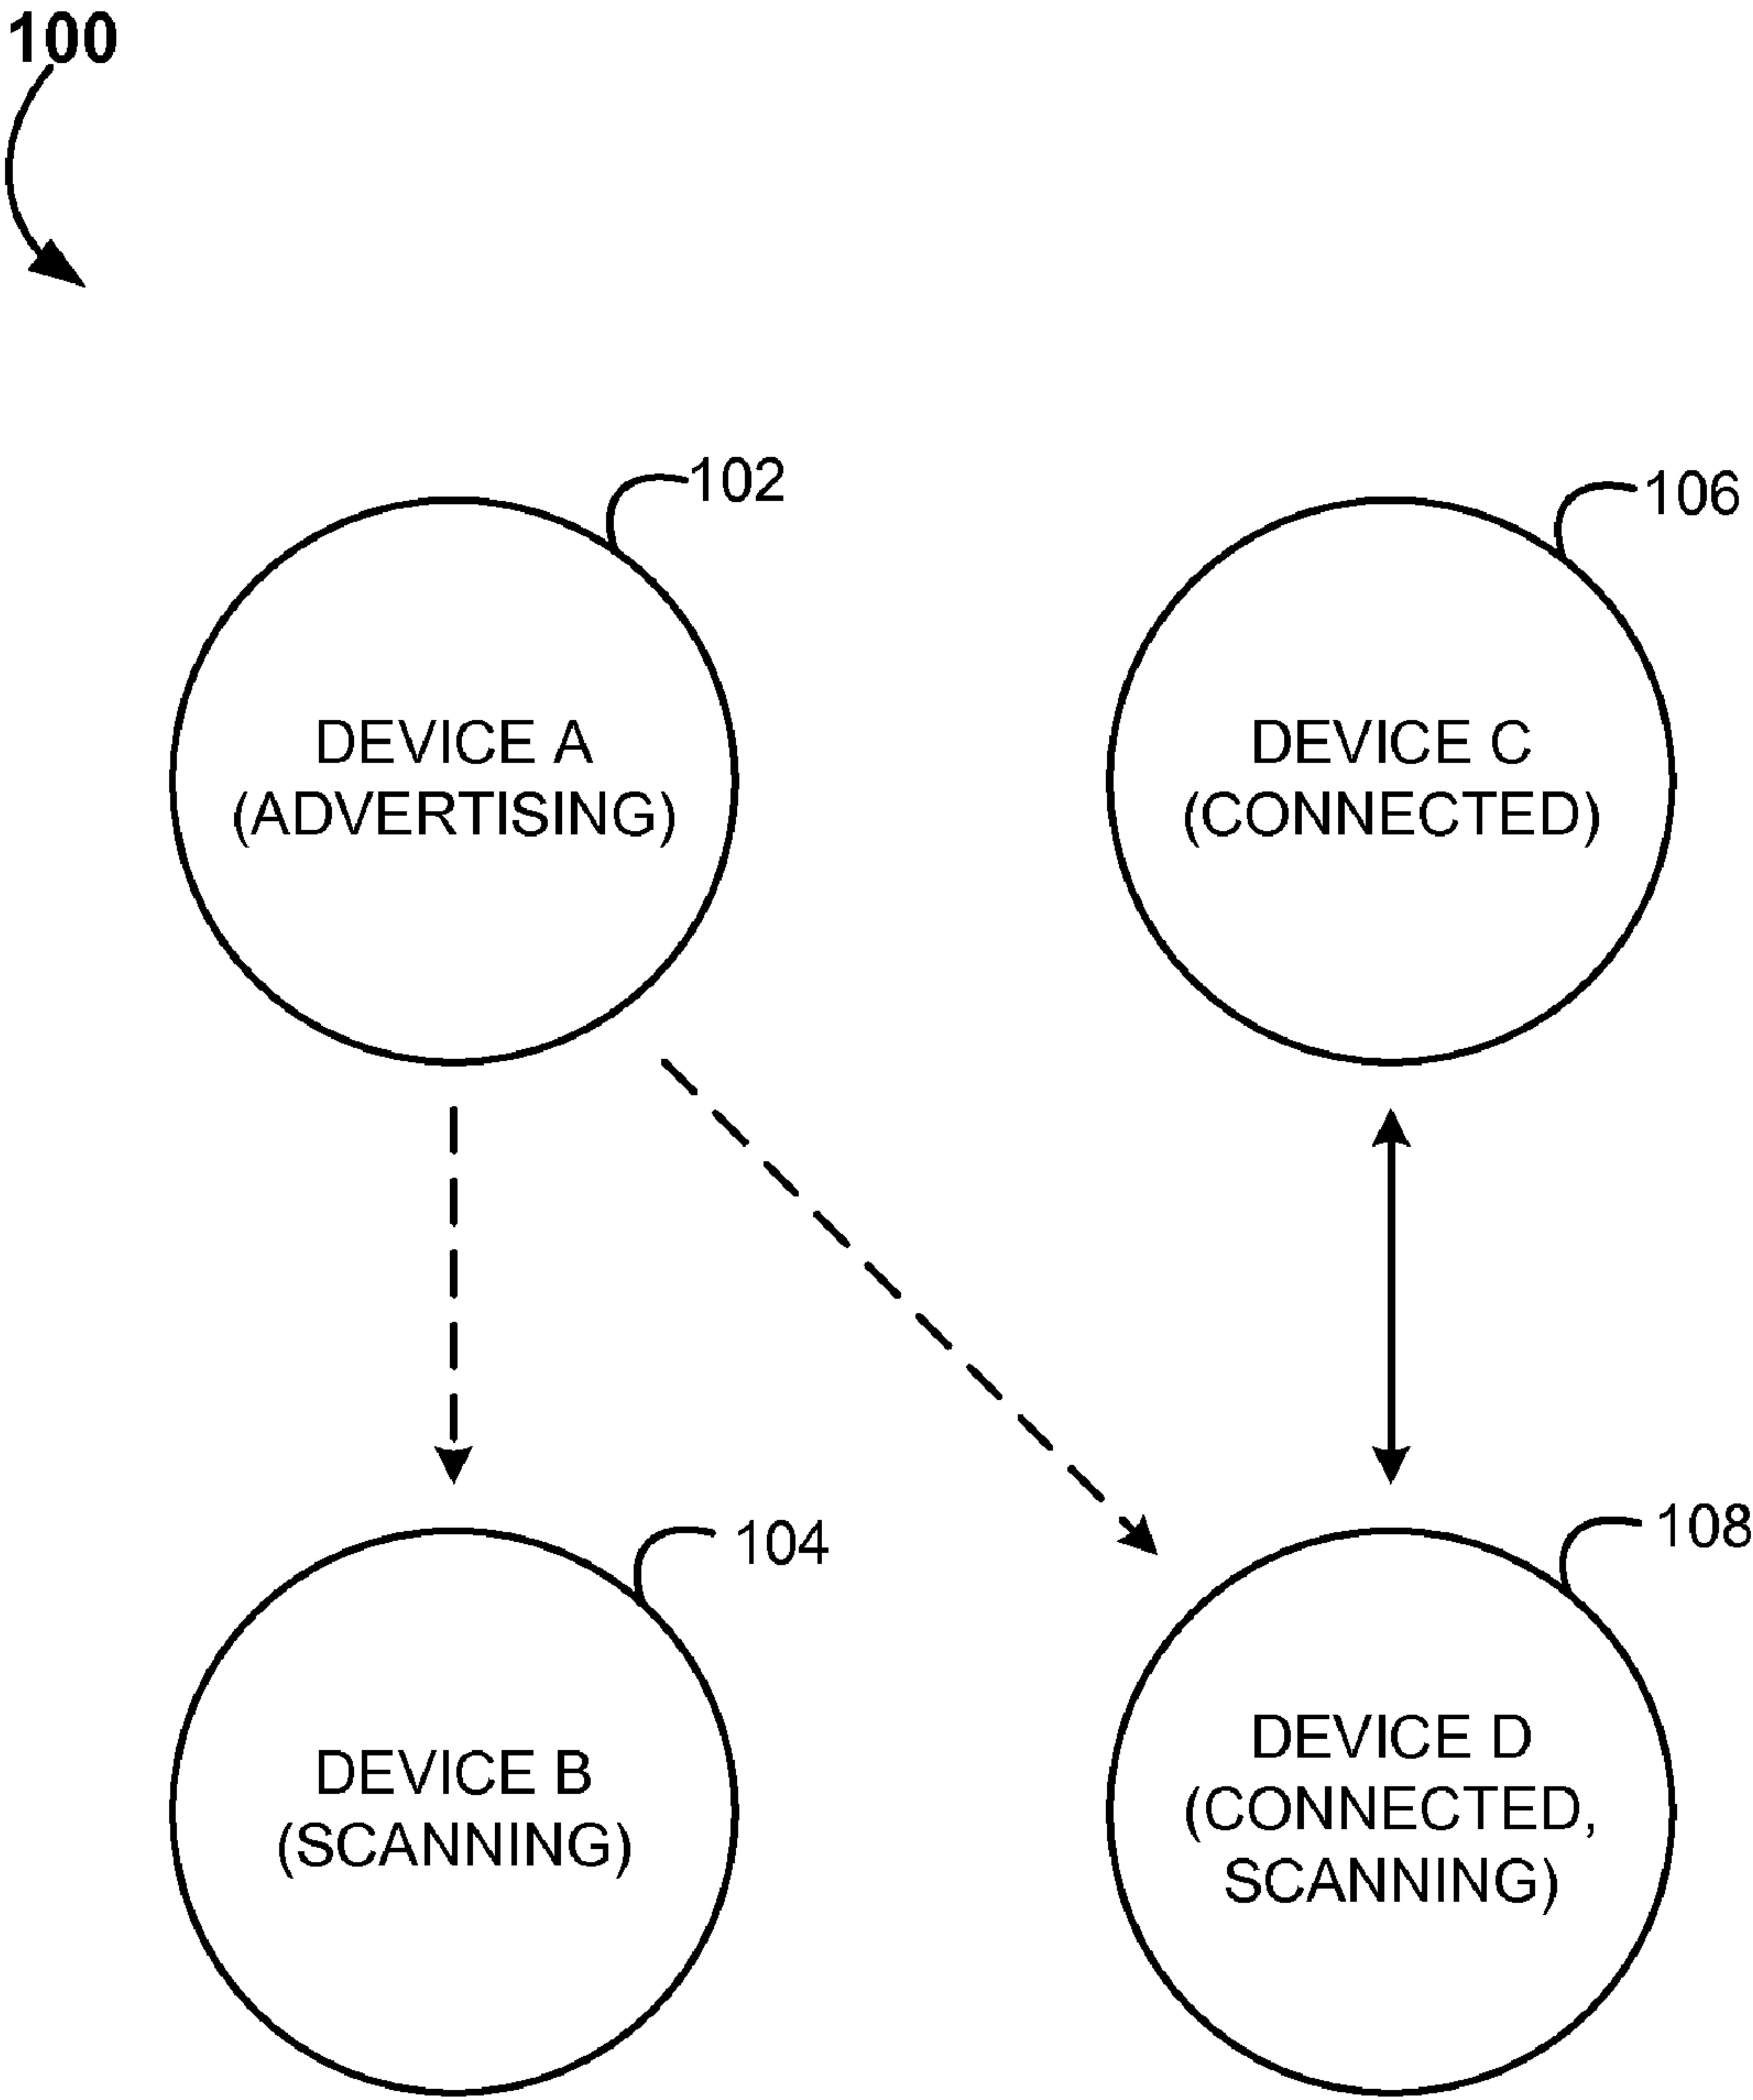 100
102
106
DEVICE A
(ADVERTISING)
DEVICE C
(CONNECTED)
104
108
DEVICE B
(SCANNING)
DEVICE D
(CONNECTED,
SCANNING)